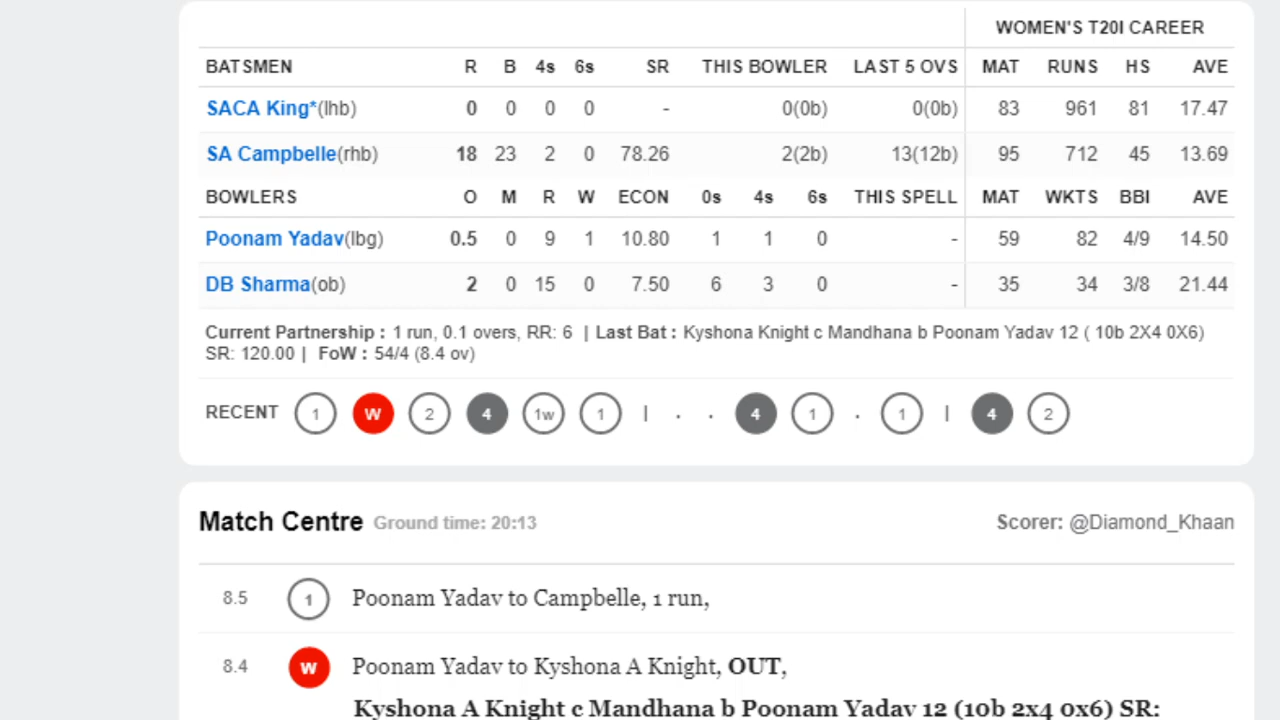 WOMEN'S T20I CAREER
BATSMEN R B 4s 6s SR THIS BOWLER LAST 5 OVS MAT RUNS HS AVE
SACA King*(lhb) 0 0 0 0 - 0(0b) 0(0b) 83 961 81 17.47
SA Campbelle(rhb) 18 23 2 0 78.26 2(2b) 13(12b) 95 712 45 13.69
BOWLERS O M R W ECON 0s 4s 6s THIS SPELL MAT WKTS BBI AVE
Poonam Yadav(lbg) 0.5 0 9 1 10.80 1 1 0 - 59 82 4/9 14.50
DB Sharma(ob) 2 0 15 0 7.50 6 3 0 - 35 34 3/8 21.44
Current Partnership : 1 run, 0.1 overs, RR: 6 | Last Bat : Kyshona Knight c Mandhana b Poonam Yadav 12 ( 10b 2X4 0X6)
SR: 120.00 | FoW : 54/4 (8.4 ov)
RECENT 1 W 2 4 1w 1 | . . 4 1 . 1 | 4 2
Match Centre Ground time: 20:13 Scorer: @Diamond_Khaan
8.5 1 Poonam Yadav to Campbelle, 1 run,
8.4 W Poonam Yadav to Kyshona A Knight, OUT,
Kyshona A Knight c Mandhana b Poonam Yadav 12 (10b 2x4 0x6) SR: